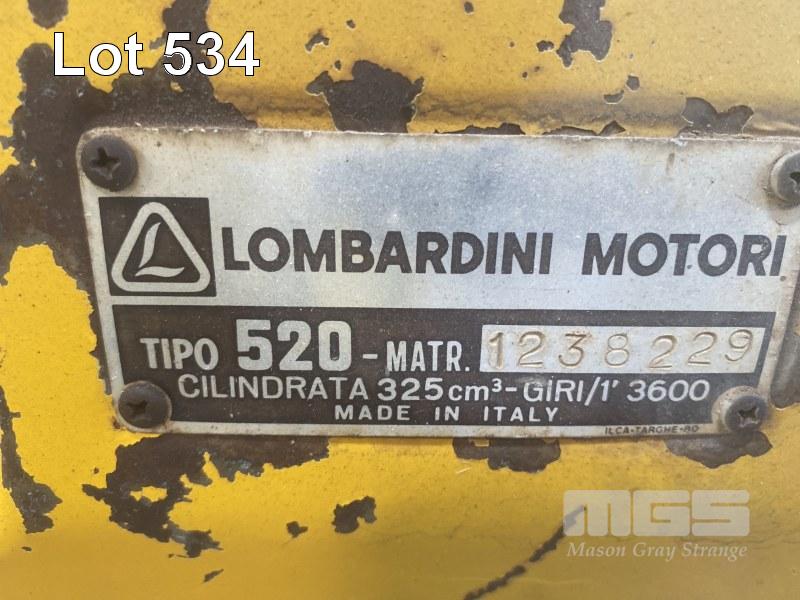 Lot 534
L LOMBARDINI MOTORI
TIPO 520 - MATR. 1238229
CILINDRATA 325 cm³ - GIRI/1' 3600
MADE IN ITALY
ILCA-TARGHE-BO
MGS
Mason Gray Strange